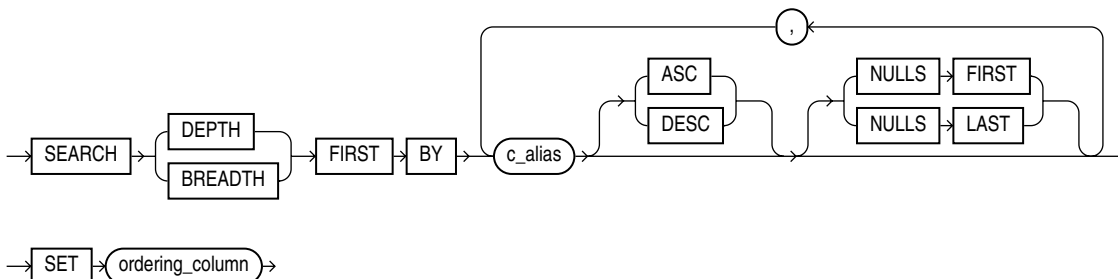 ,
ASC NULLS FIRST
DEPTH DESC NULLS LAST
SEARCH BREADTH FIRST BY c_alias
SET ordering_column